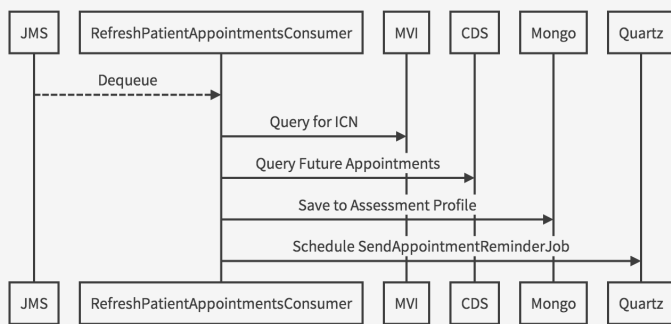 JMS
RefreshPatientAppointmentsConsumer
MVI
CDS
Mongo
Quartz
Dequeue
Query for ICN
Query Future Appointments
Save to Assessment Profile
Schedule SendAppointmentReminderJob
JMS
RefreshPatientAppointmentsConsumer
MVI
CDS
Mongo
Quartz